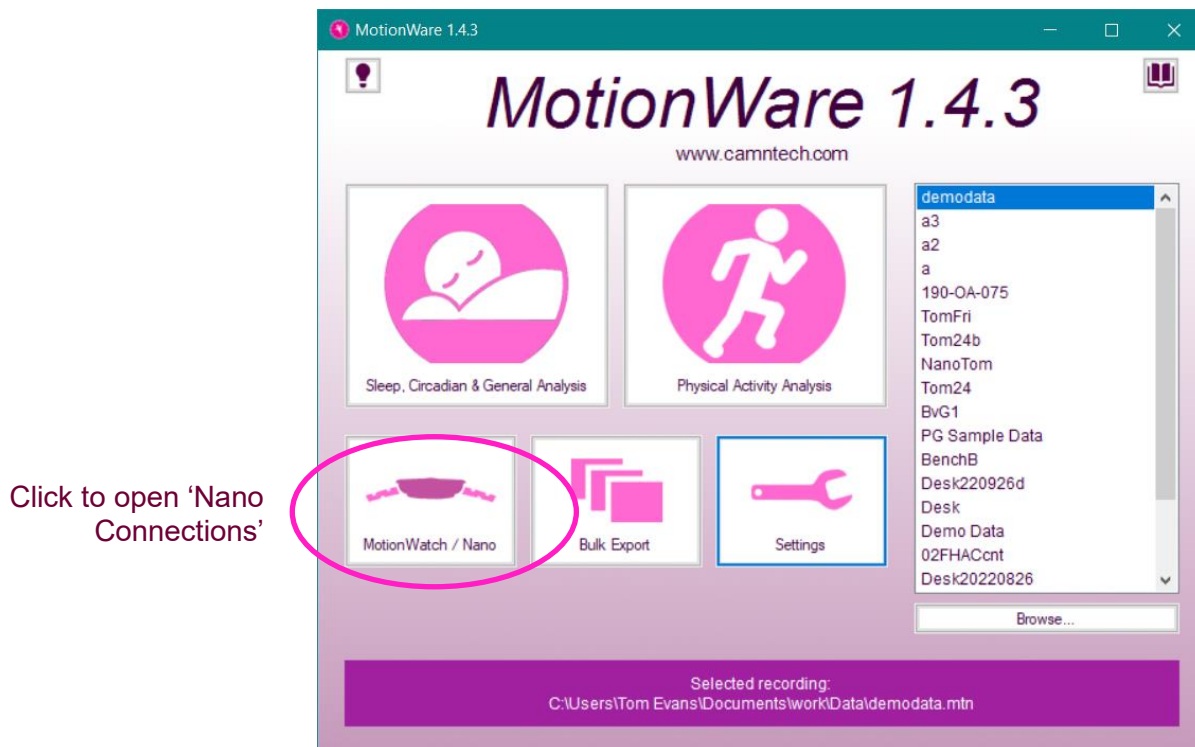 MotionWare 1.4.3
MotionWare 1.4.3
www.camntech.com
Sleep, Circadian & General Analysis
Physical Activity Analysis
Click to open ‘Nano
Connections’
MotionWatch / Nano
Bulk Export
Settings
demodata
a3
a2
a
190-OA-075
TomFri
Tom24b
NanoTom
Tom24
BvG1
PG Sample Data
BenchB
Desk220926d
Desk
Demo Data
02FHACcnt
Desk20220826
Browse...
Selected recording:
C:\Users\Tom Evans\Documents\work\Data\demodata.mtn